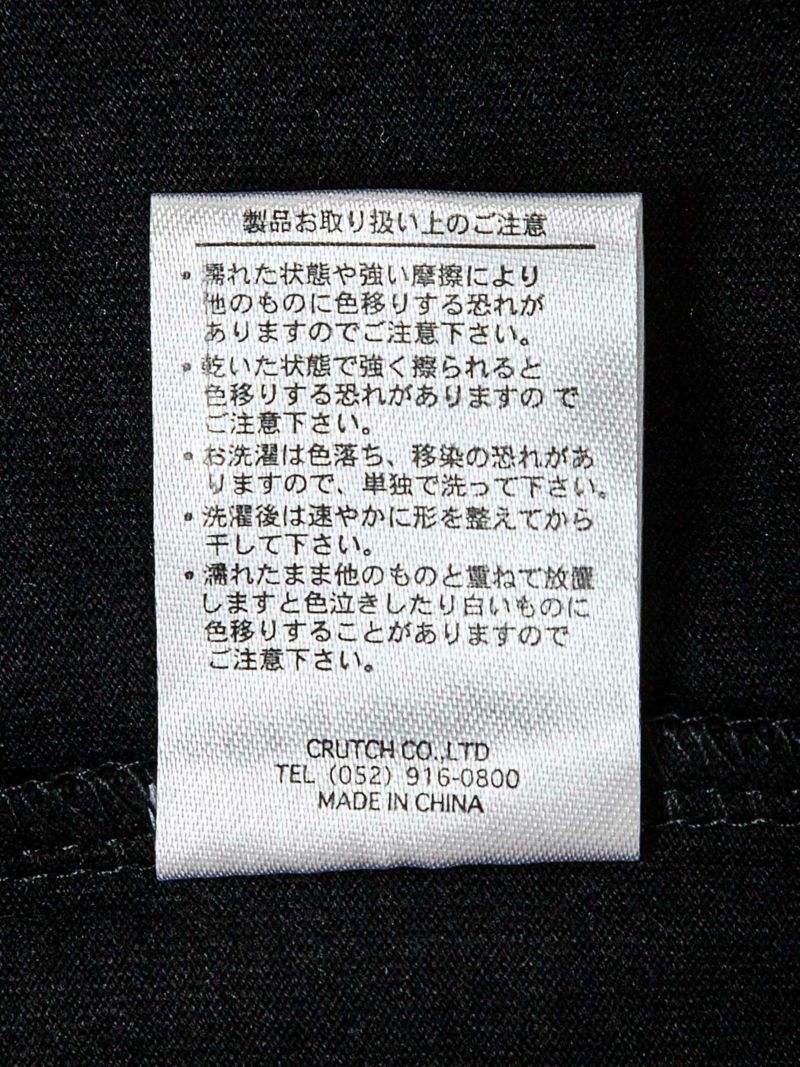 製品お取り扱い上のご注意
・濡れた状態や強い摩擦により
他のものに色移りする恐れが
ありますのでご注意下さい。
・乾いた状態で強く擦られると
色移りする恐れがありますので
ご注意下さい。
・お洗濯は色落ち、移染の恐れがあ
りますので、単独で洗って下さい。
・洗濯後は速やかに形を整えてから
干して下さい。
・濡れたまま他のものと重ねて放置
しますと色泣きしたり白いものに
色移りすることがありますので
ご注意下さい。
CRUTCH CO.,LTD
TEL (052) 916-0800
MADE IN CHINA